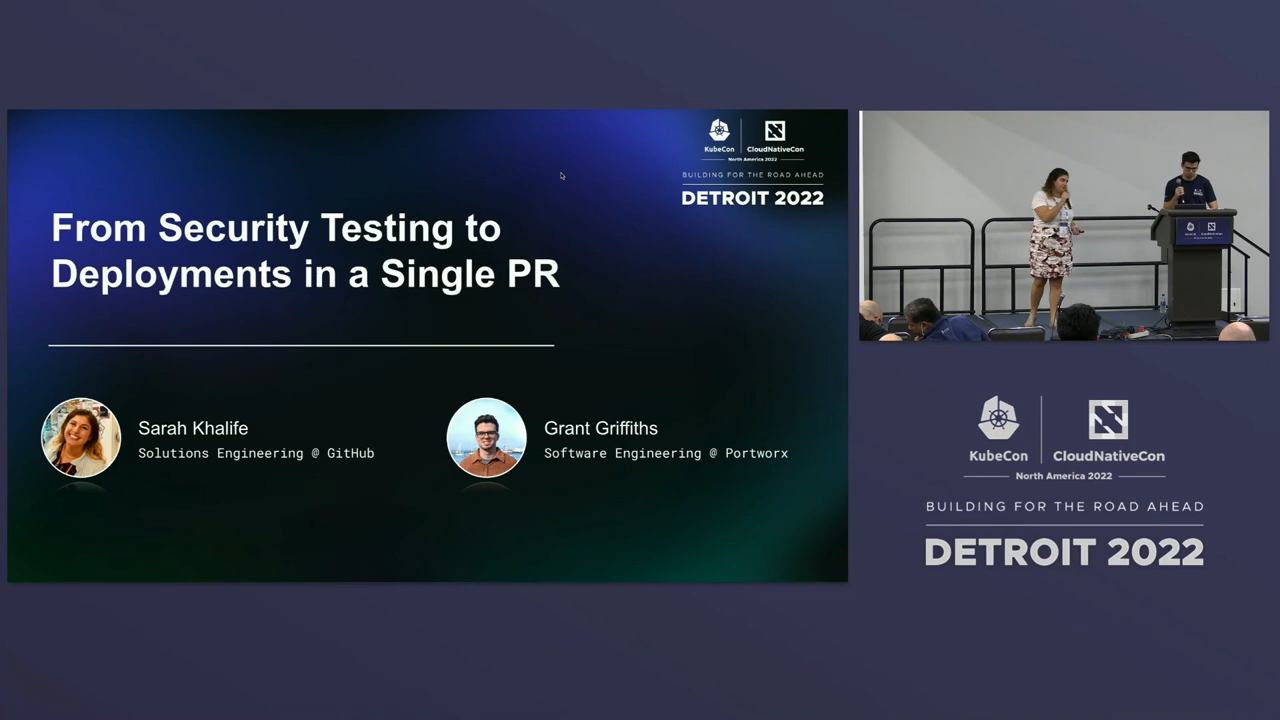 KubeCon
CloudNativeCon
North America 2022
BUILDING FOR THE ROAD AHEAD
DETROIT 2022
From Security Testing to
Deployments in a Single PR
Sarah Khalife
Solutions Engineering @ GitHub
Grant Griffiths
Software Engineering @ Portworx
KubeCon
CloudNativeCon
North America 2022
BUILDING FOR THE ROAD AHEAD
DETROIT 2022